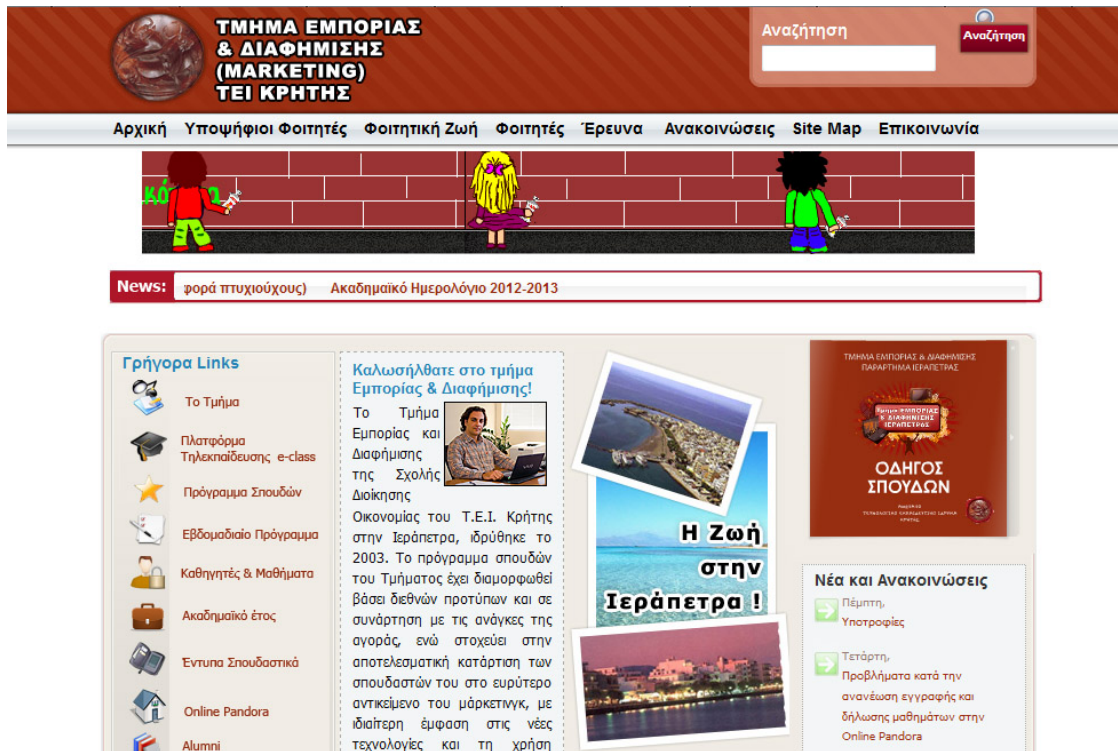 ΤΜΗΜΑ ΕΜΠΟΡΙΑΣ
& ΔΙΑΦΗΜΙΣΗΣ
(MARKETING)
ΤΕΙ ΚΡΗΤΗΣ
Αναζήτηση
Αναζήτηση
Αρχική Υποψήφιοι Φοιτητές Φοιτητική Ζωή Φοιτητές Έρευνα Ανακοινώσεις Site Map Επικοινωνία
News: φορά πτυχιούχους) Ακαδημαϊκό Ημερολόγιο 2012-2013
Γρήγορα Links
Το Τμήμα
Πλατφόρμα
Τηλεκπαίδευσης e-class
Πρόγραμμα Σπουδών
Εβδομαδιαίο Πρόγραμμα
Καθηγητές & Μαθήματα
Ακαδημαϊκό έτος
Έντυπα Σπουδαστικά
Online Pandora
Alumni
Καλωσήλθατε στο τμήμα
Εμπορίας & Διαφήμισης!
Το Τμήμα
Εμπορίας και
Διαφήμισης
της Σχολής
Διοίκησης
Οικονομίας του Τ.Ε.Ι. Κρήτης
στην Ιεράπετρα, ιδρύθηκε το
2003. Το πρόγραμμα σπουδών
του Τμήματος έχει διαμορφωθεί
βάσει διεθνών προτύπων και σε
συνάρτηση με τις ανάγκες της
αγοράς, ενώ στοχεύει στην
αποτελεσματική κατάρτιση των
σπουδαστών του στο ευρύτερο
αντικείμενο του μάρκετινγκ, με
ιδιαίτερη έμφαση στις νέες
τεχνολογίες και τη χρήση
Η Ζωή
στην
Ιεράπετρα !
ΤΜΗΜΑ ΕΜΠΟΡΙΑΣ & ΔΙΑΦΗΜΙΣΗΣ
ΠΑΡΑΡΤΗΜΑ ΙΕΡΑΠΕΤΡΑΣ
Τμήμα ΕΜΠΟΡΙΑΣ
& ΔΙΑΦΗΜΙΣΗΣ
ΙΕΡΑΠΕΤΡΑΣ
ΟΔΗΓΟΣ
ΣΠΟΥΔΩΝ
Νέα και Ανακοινώσεις
Πέμπτη,
Υποτροφίες
Τετάρτη,
Προβλήματα κατά την
ανανέωση εγγραφής και
δήλωσης μαθημάτων στην
Online Pandora